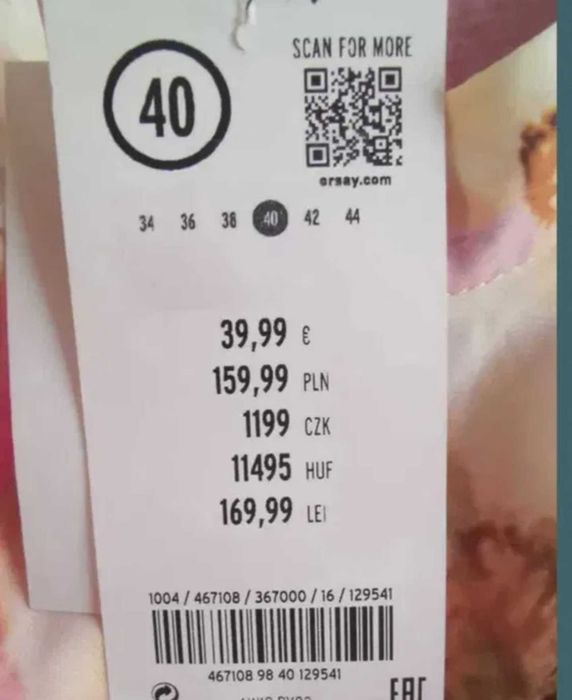 SCAN FOR MORE
40
orsay.com
34 36 38 40 42 44
39,99 €
159,99 PLN
1199 CZK
11495 HUF
169,99 LEI
1004 / 467108 / 367000 / 16 / 129541
467108 98 40 129541
EAC